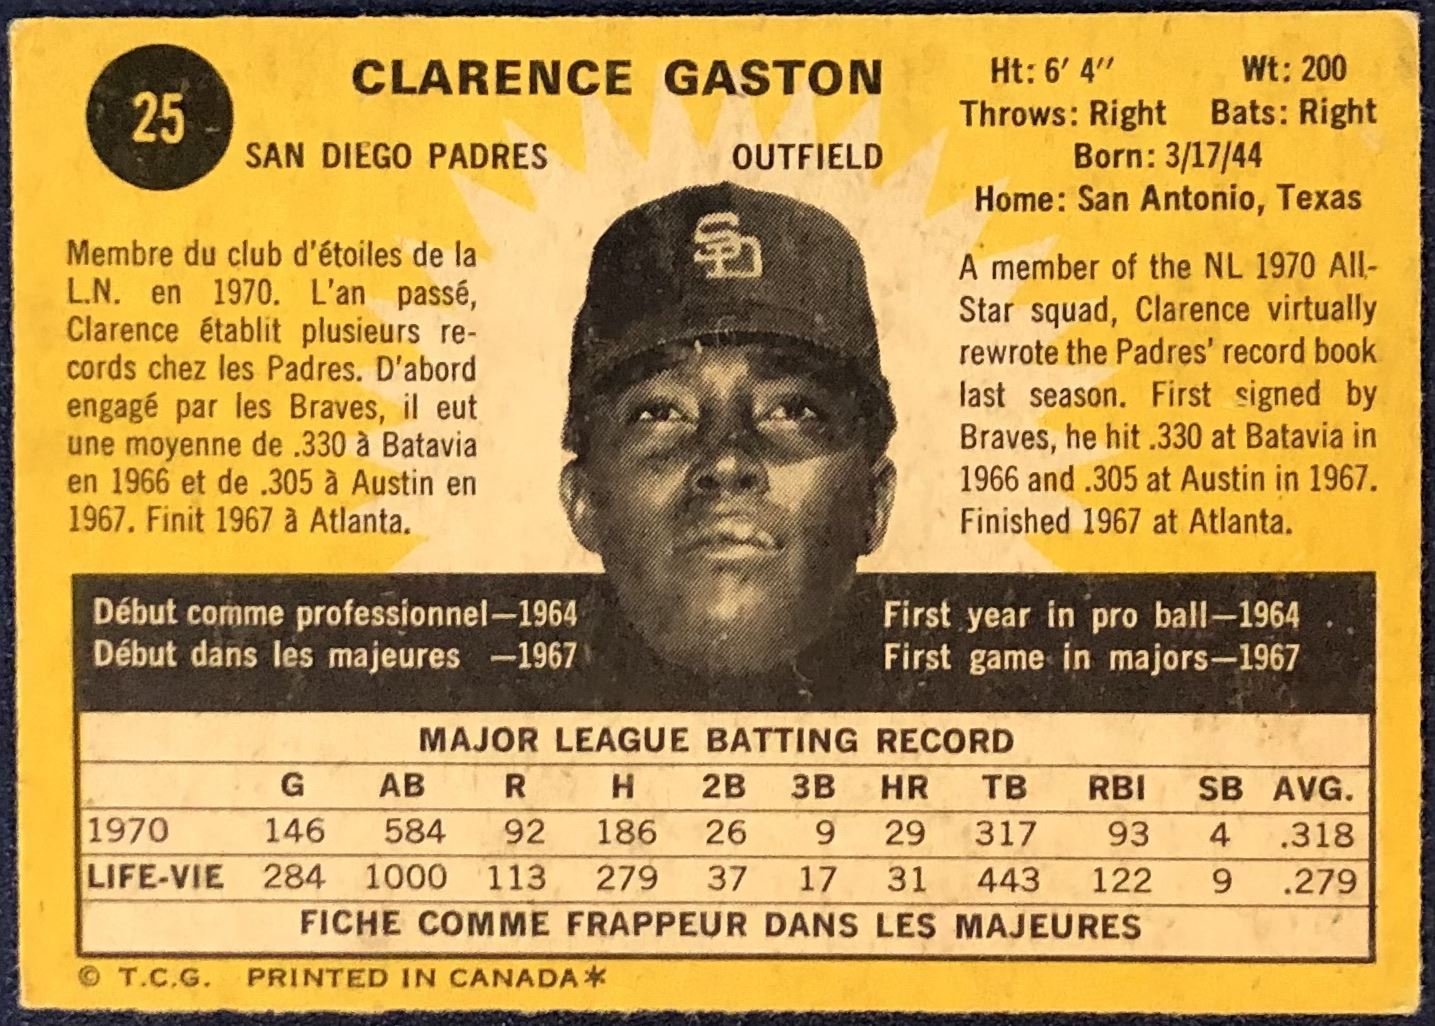 25
CLARENCE GASTON
SAN DIEGO PADRES OUTFIELD
Ht: 6′ 4″ Wt: 200
Throws: Right Bats: Right
Born: 3/17/44
Home: San Antonio, Texas
SD
Membre du club d'étoiles de la
L.N. en 1970. L'an passé,
Clarence établit plusieurs re-
cords chez les Padres. D'abord
engagé par les Braves, il eut
une moyenne de .330 à Batavia
en 1966 et de .305 à Austin en
1967. Finit 1967 à Atlanta.
A member of the NL 1970 All-
Star squad, Clarence virtually
rewrote the Padres' record book
last season. First signed by
Braves, he hit .330 at Batavia in
1966 and .305 at Austin in 1967.
Finished 1967 at Atlanta.
Début comme professionnel—1964
Début dans les majeures —1967
First year in pro ball—1964
First game in majors—1967
MAJOR LEAGUE BATTING RECORD
G AB R H 2B 3B HR TB RBI SB AVG.
1970 146 584 92 186 26 9 29 317 93 4 .318
LIFE-VIE 284 1000 113 279 37 17 31 443 122 9 .279
FICHE COMME FRAPPEUR DANS LES MAJEURES
© T.C.G. PRINTED IN CANADA*